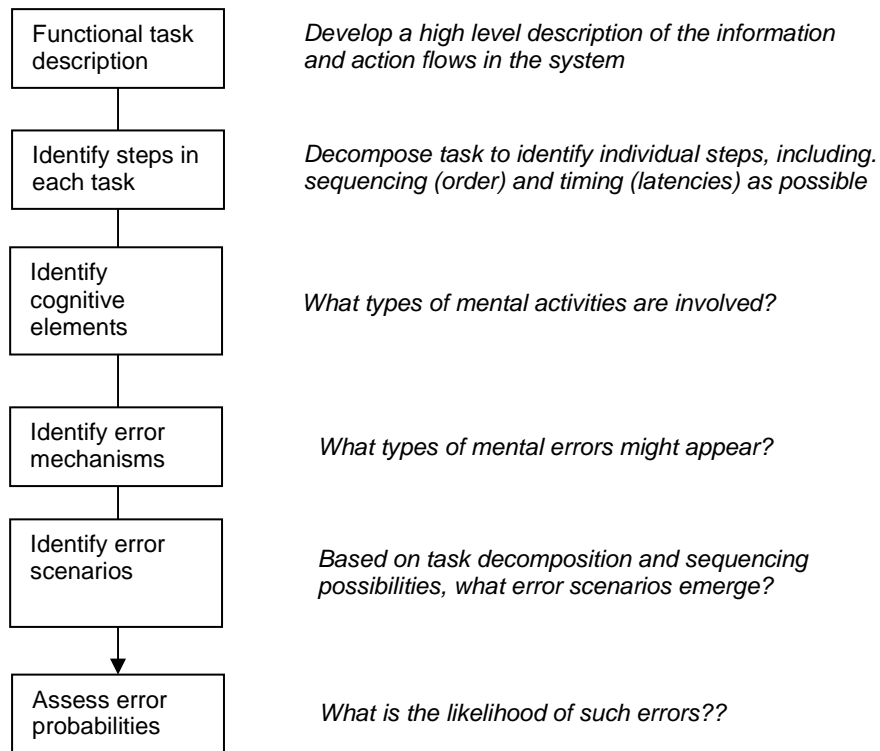 Functional task
description
Develop a high level description of the information
and action flows in the system
Identify steps in
each task
Decompose task to identify individual steps, including.
sequencing (order) and timing (latencies) as possible
Identify
cognitive
elements
What types of mental activities are involved?
Identify error
mechanisms
What types of mental errors might appear?
Identify error
scenarios
Based on task decomposition and sequencing
possibilities, what error scenarios emerge?
Assess error
probabilities
What is the likelihood of such errors??